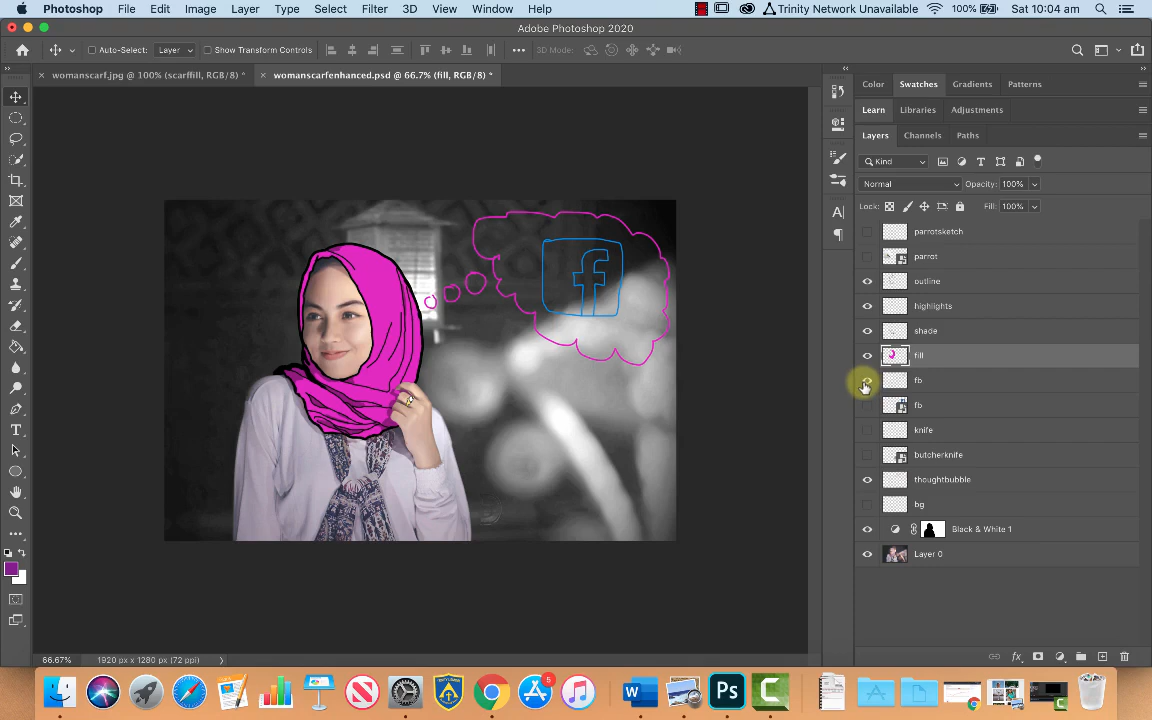 Photoshop File Edit Image Layer Type Select Filter 3D View Window Help Trinity Network Unavailable 100% Sat 10:04 am
Adobe Photoshop 2020
Auto-Select: Layer Show Transform Controls 3D Mode:
womanscarf.jpg @ 100% (scarffill, RGB/8) * womanscarfenhanced.psd @ 66.7% (fill, RGB/8) *
Color Swatches Gradients Patterns
Learn Libraries Adjustments
Layers Channels Paths
Kind
Normal Opacity: 100%
Lock: Fill: 100%
parrotsketch
parrot
outline
highlights
shade
fill
fb
fb
knife
butcherknife
thoughtbubble
bg
Black & White 1
Layer 0
f
66.67% 1920 px x 1280 px (72 ppi)
5
W Ps C